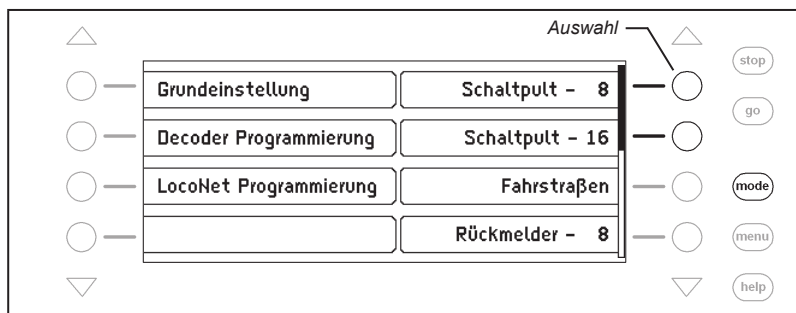 Auswahl
Grundeinstellung Schaltpult - 8
Decoder Programmierung Schaltpult - 16
LocoNet Programmierung Fahrstraßen
Rückmelder - 8
stop
go
mode
menu
help